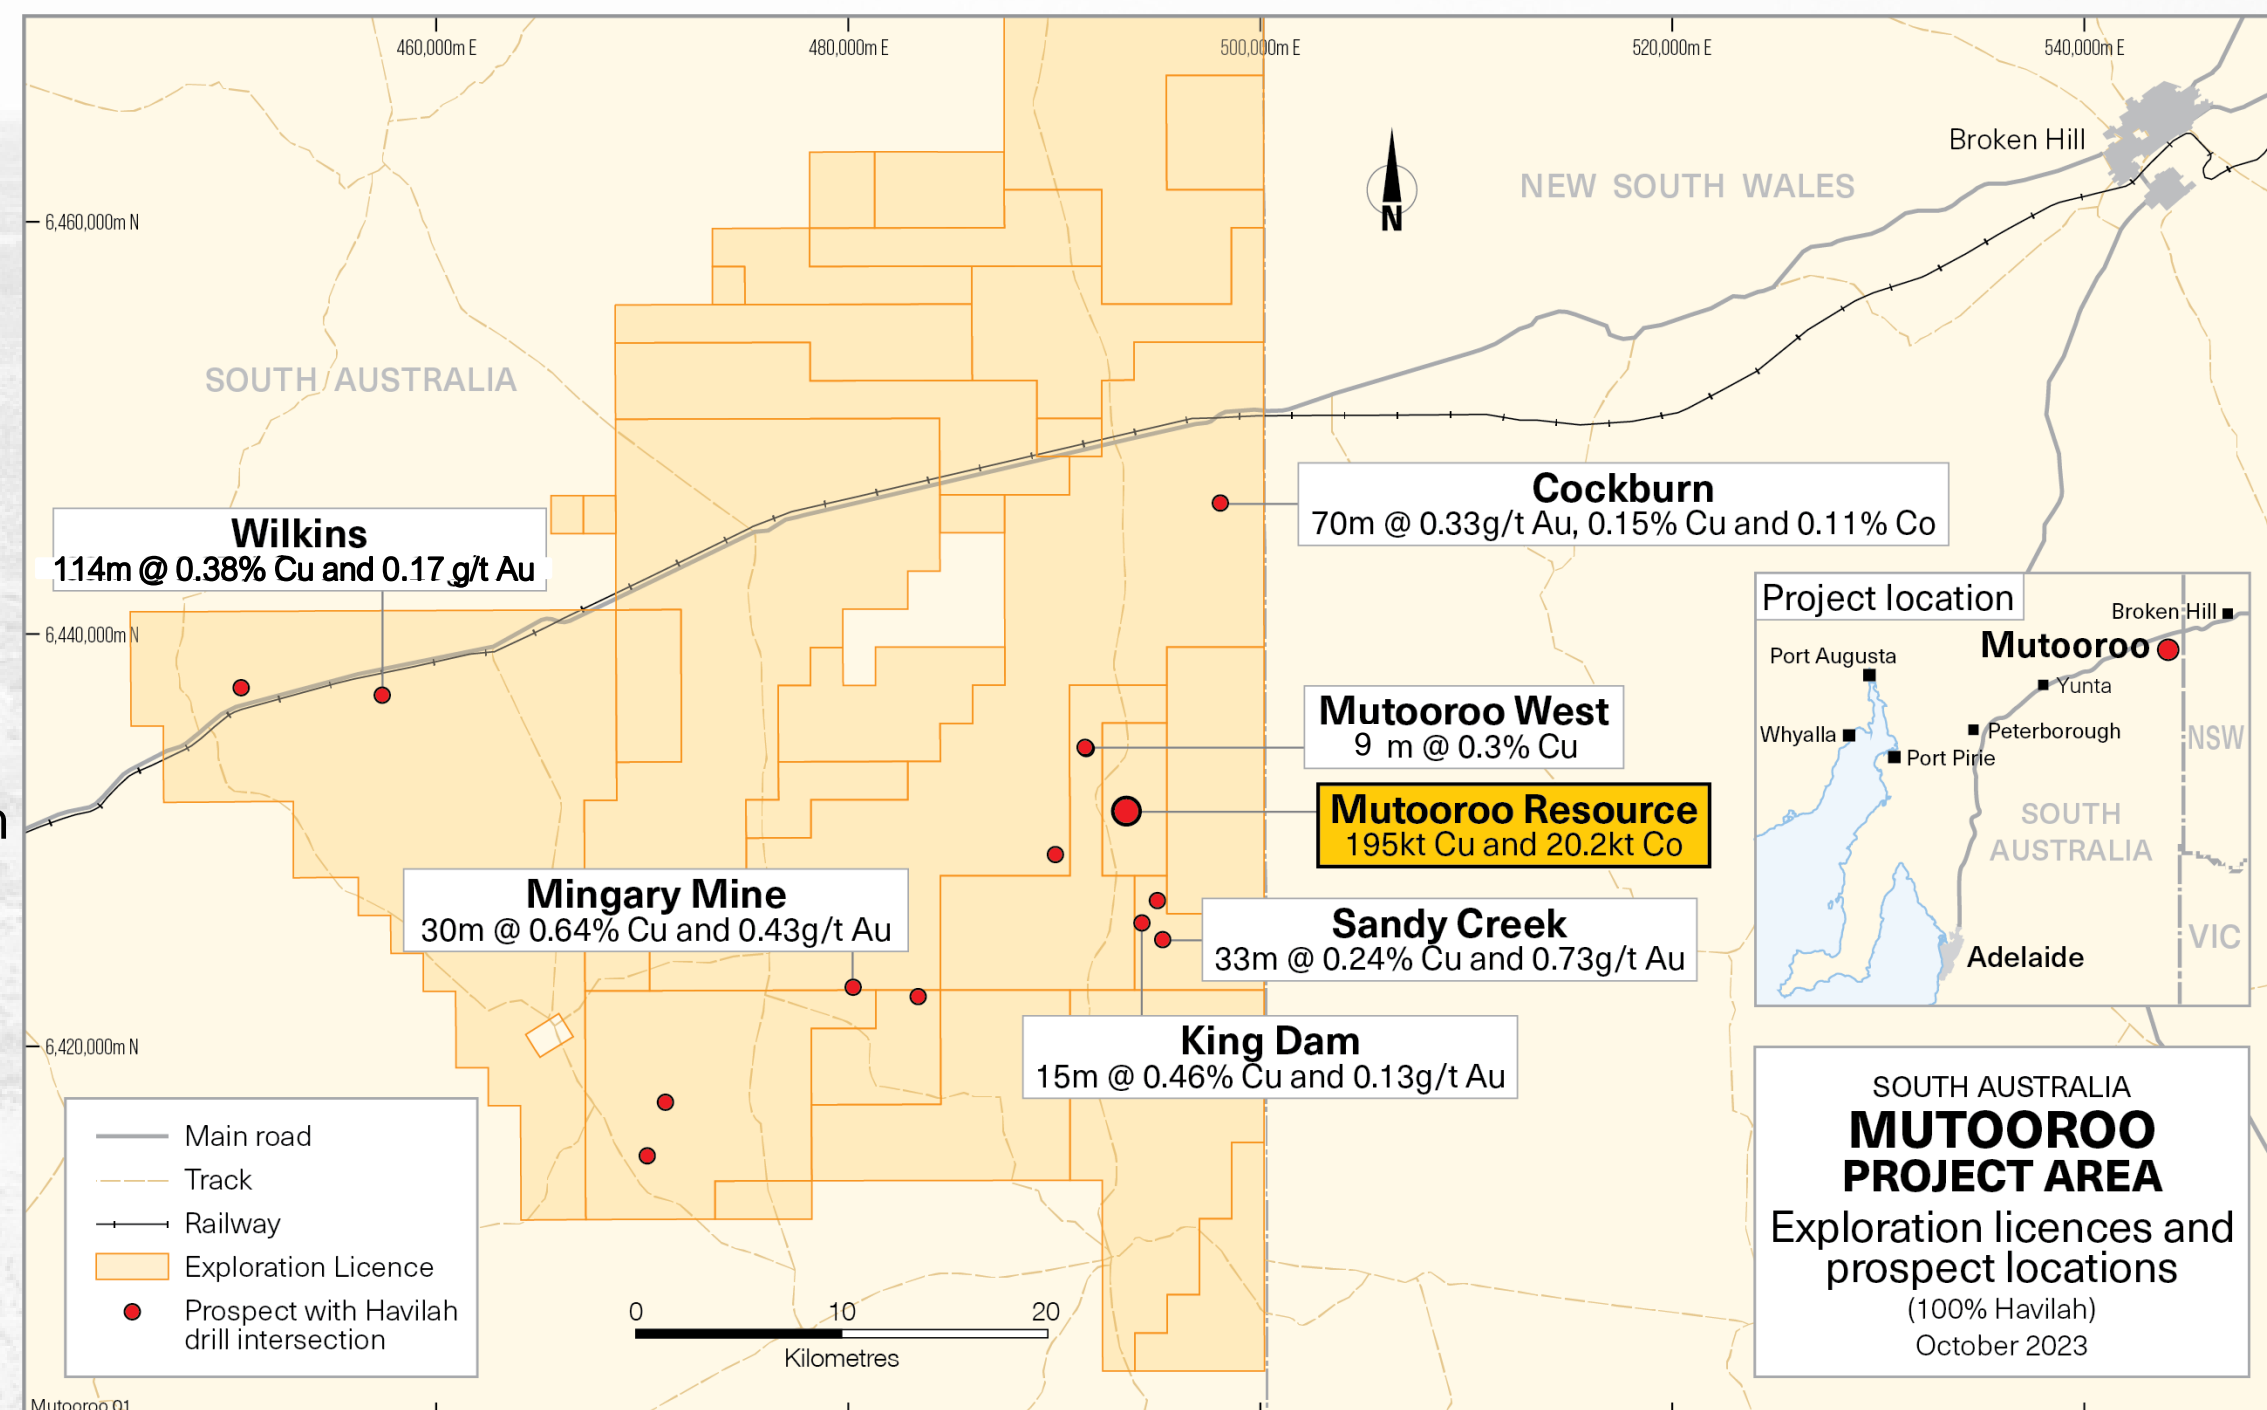 460,000m E
480,000m E
500,000m E
520,000m E
540,000m E
Broken Hill
NEW SOUTH WALES
6,460,000m N
SOUTH AUSTRALIA
Cockburn
70m @ 0.33g/t Au, 0.15% Cu and 0.11% Co
Wilkins
114m @ 0.38% Cu and 0.17 g/t Au
6,440,000m N
Mutooroo West
9 m @ 0.3% Cu
Mutooroo Resource
195kt Cu and 20.2kt Co
Mingary Mine
30m @ 0.64% Cu and 0.43g/t Au
Sandy Creek
33m @ 0.24% Cu and 0.73g/t Au
King Dam
15m @ 0.46% Cu and 0.13g/t Au
6,420,000m N
N
Project location
Broken Hill
Mutooroo
Port Augusta
Yunta
Whyalla
Peterborough
NSW
Port Pirie
SOUTH
AUSTRALIA
VIC
Adelaide
Main road
Track
Railway
Exploration Licence
Prospect with Havilah
drill intersection
0 10 20
Kilometres
SOUTH AUSTRALIA
MUTOOROO
PROJECT AREA
Exploration licences and
prospect locations
(100% Havilah)
October 2023
Mutooroo 01